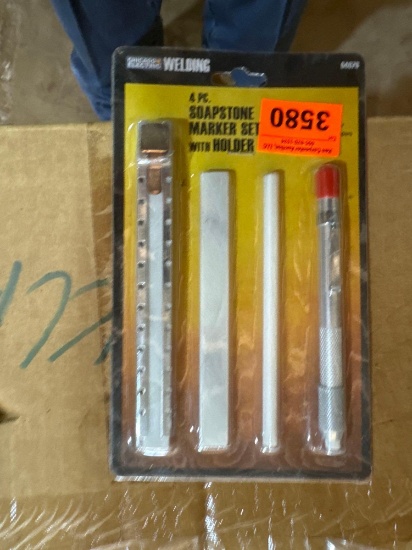 CHICAGO ELECTRIC WELDING
4 PC.
SOAPSTONE
MARKER SET
WITH HOLDER
3580